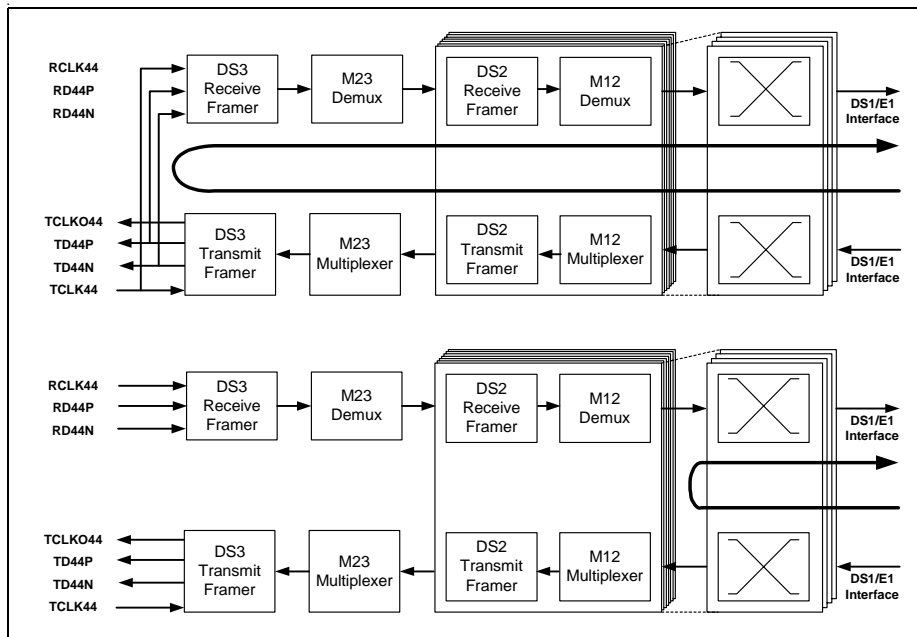 RCLK44
RD44P
RD44N
DS3
Receive
Framer
M23
Demux
DS2
Receive
Framer
M12
Demux
DS1/E1
Interface
TCLKO44
TD44P
TD44N
TCLK44
DS3
Transmit
Framer
M23
Multiplexer
DS2
Transmit
Framer
M12
Multiplexer
DS1/E1
Interface
RCLK44
RD44P
RD44N
DS3
Receive
Framer
M23
Demux
DS2
Receive
Framer
M12
Demux
DS1/E1
Interface
TCLKO44
TD44P
TD44N
TCLK44
DS3
Transmit
Framer
M23
Multiplexer
DS2
Transmit
Framer
M12
Multiplexer
DS1/E1
Interface